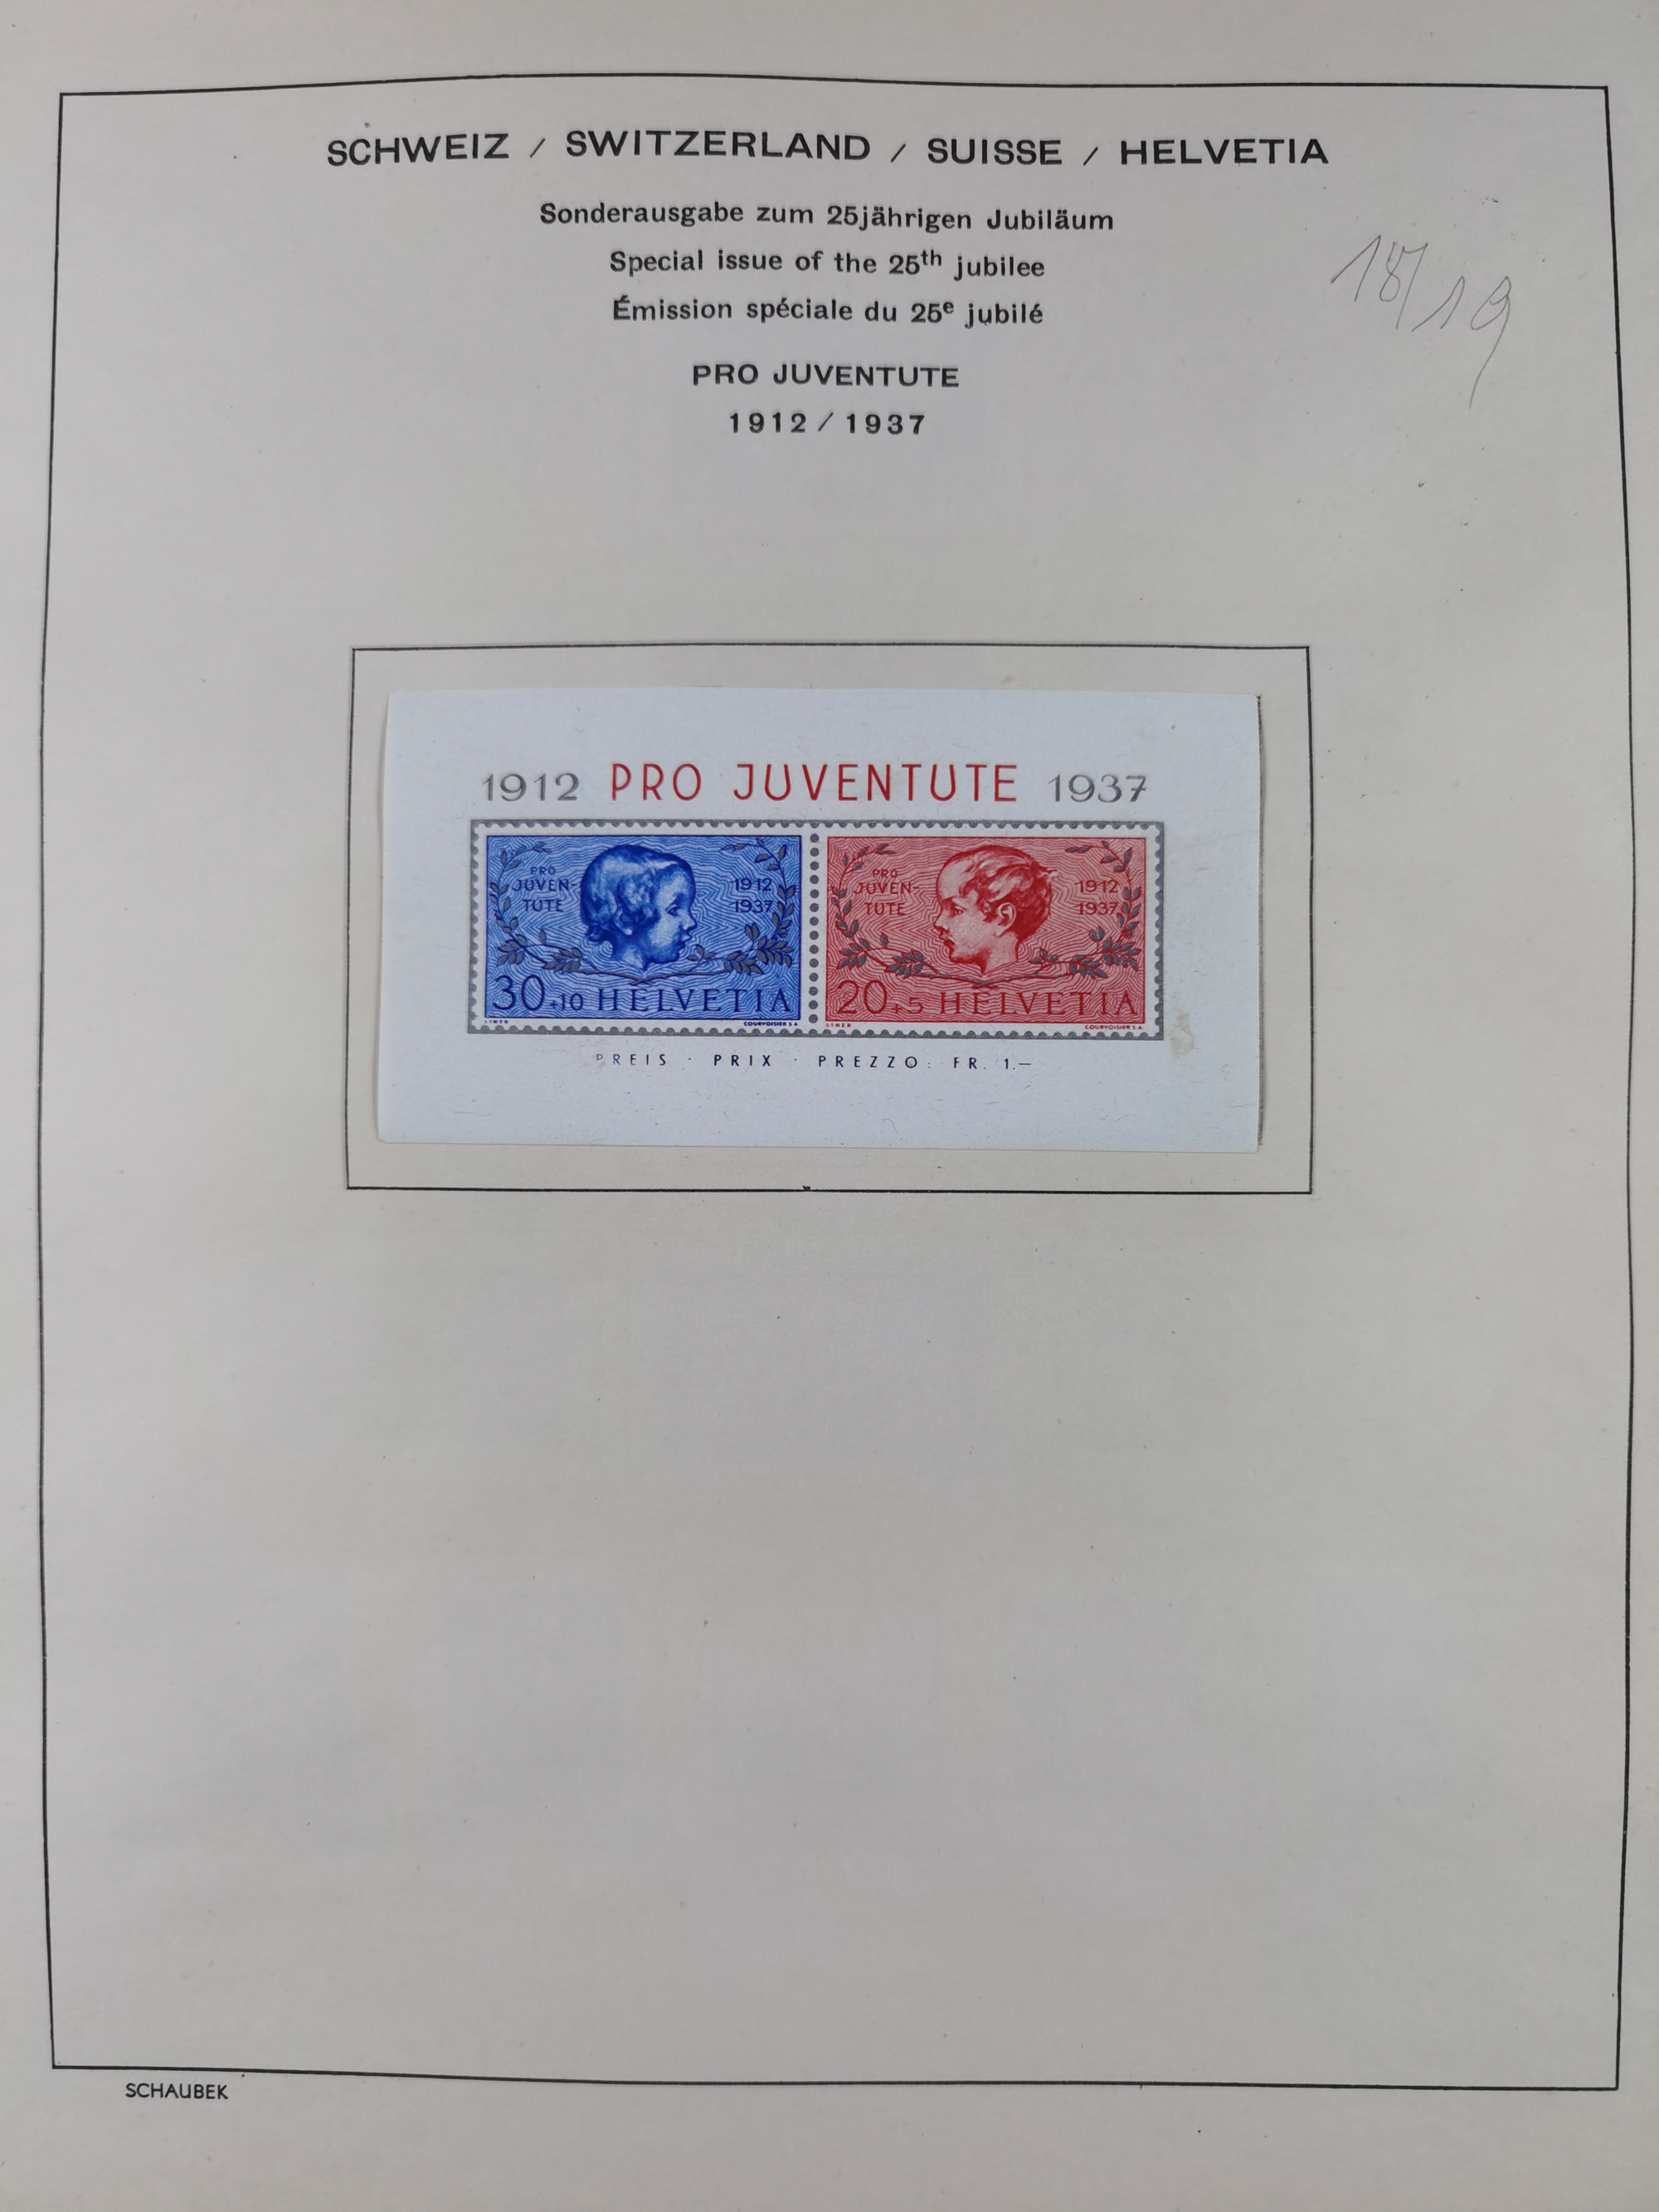 SCHWEIZ / SWITZERLAND / SUISSE / HELVETIA
Sonderausgabe zum 25jährigen Jubiläum
Special issue of the 25th jubilee
Émission spéciale du 25e jubilé
18/19
PRO JUVENTUTE
1912 / 1937
1912 PRO JUVENTUTE 1937
PRO
JUVEN-
TUTE
1912
1937
30+10 HELVETIA
LINER COURVOISIER S.A.
PRO
JUVEN-
TUTE
1912
1937
20+5 HELVETIA
LINER COURVOISIER S.A.
PREIS - PRIX - PREZZO: FR. 1.—
SCHAUBEK